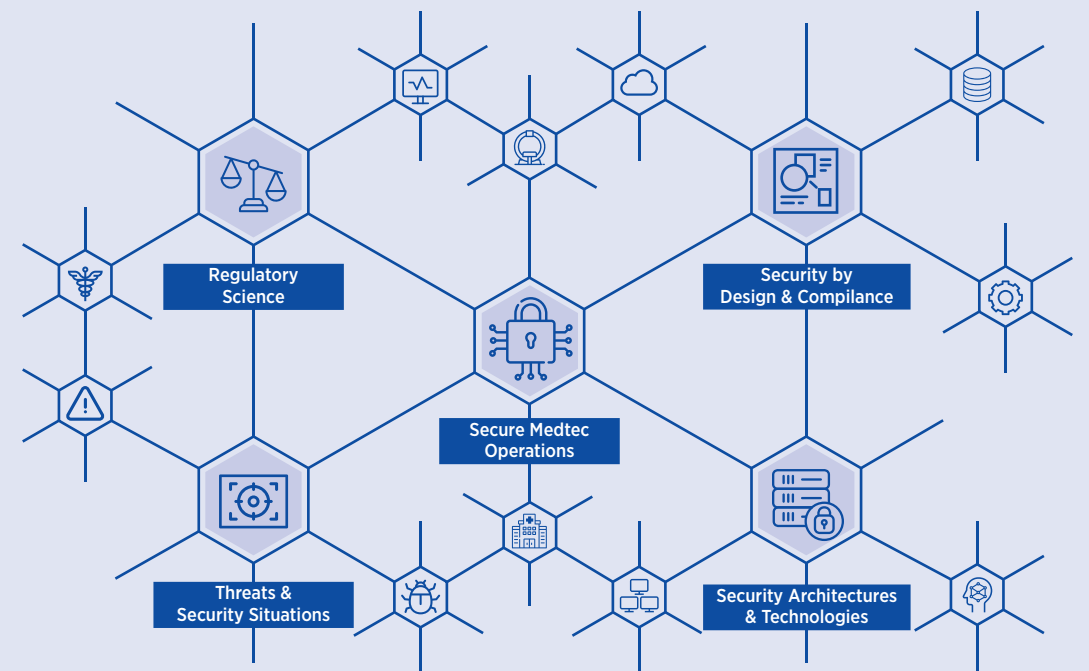 Regulatory
Science
Security by
Design & Compilance
Secure Medtec
Operations
Threats &
Security Situations
Security Architectures
& Technologies